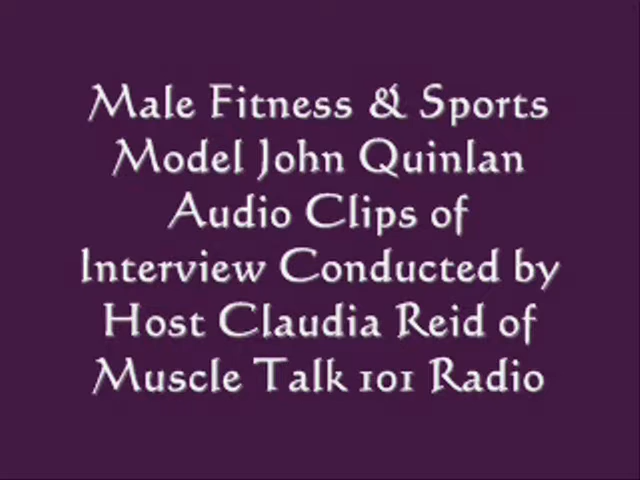 Male Fitness & Sports
Model John Quinlan
Audio Clips of
Interview Conducted by
Host Claudia Reid of
Muscle Talk 101 Radio